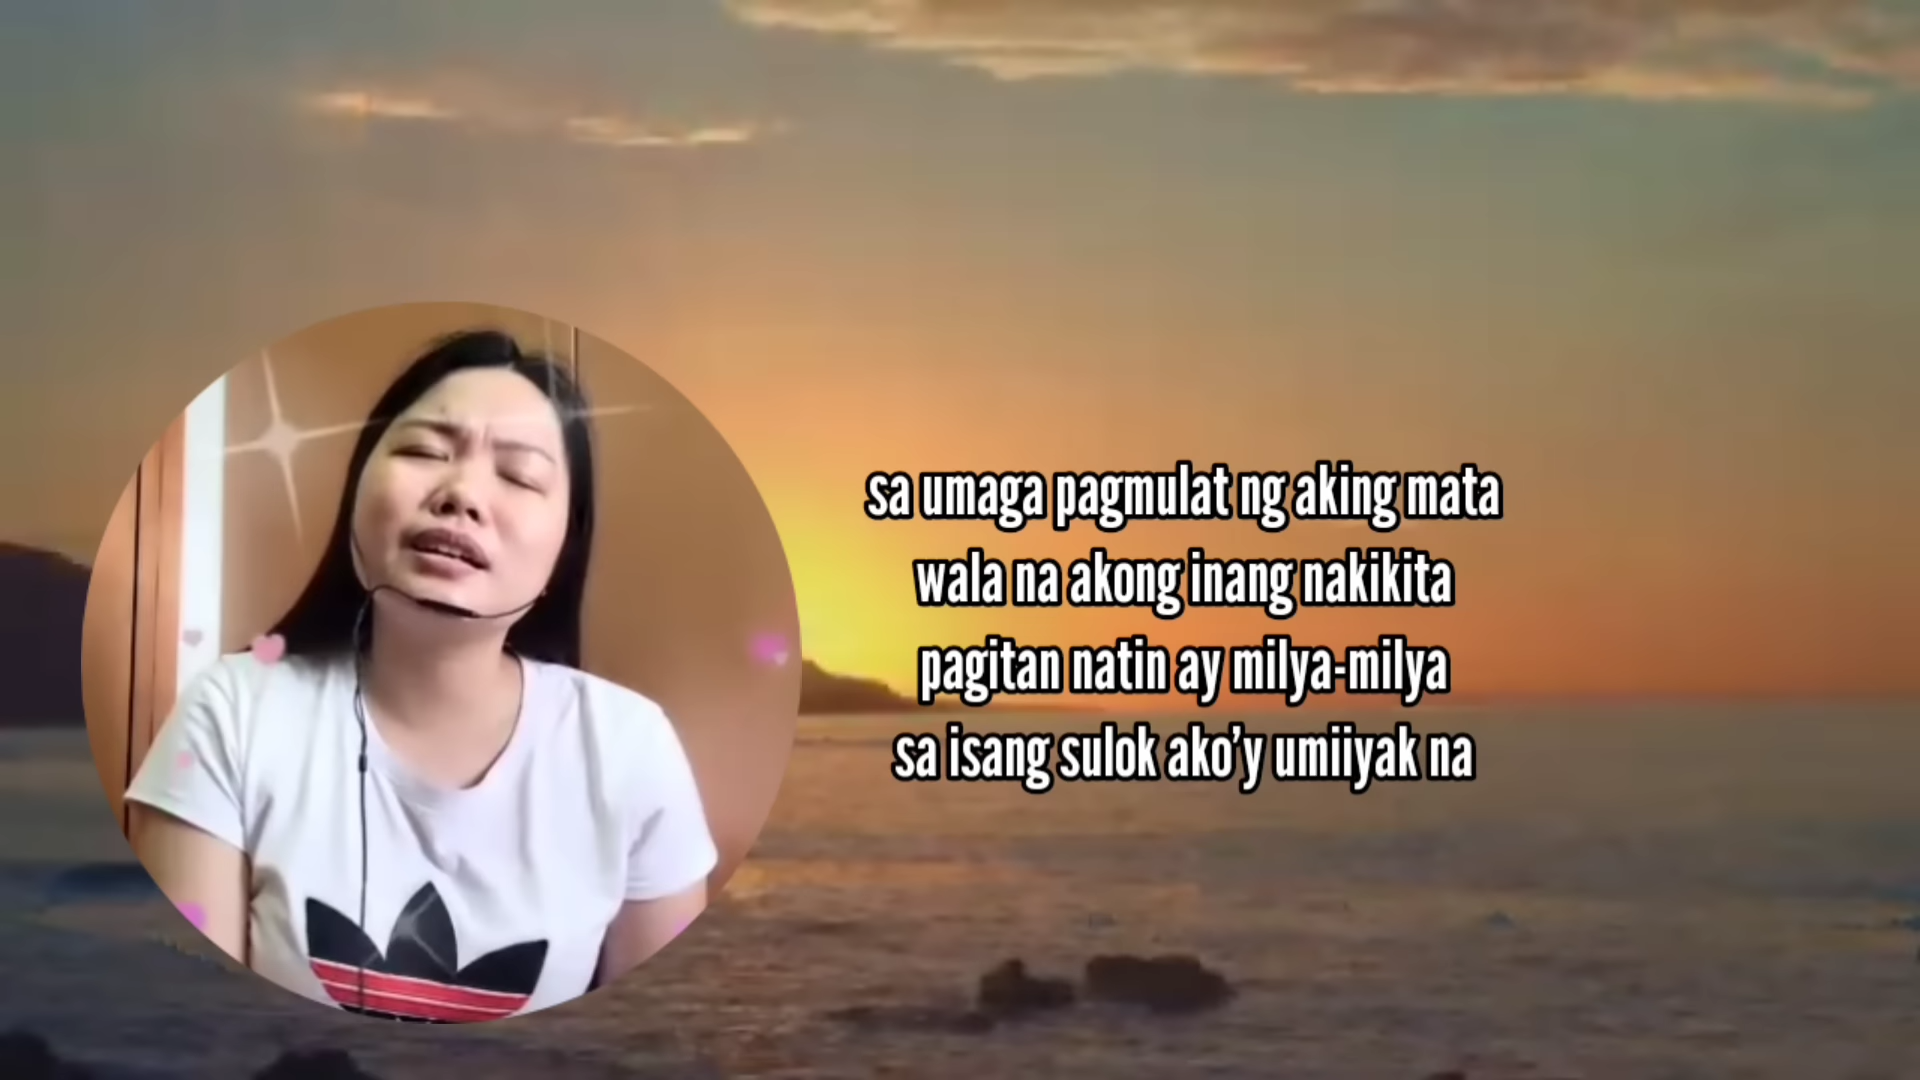 sa umaga pagmulat ng aking mata
wala na akong inang nakikita
pagitan natin ay milya-milya
sa isang sulok ako’y umiiyak na